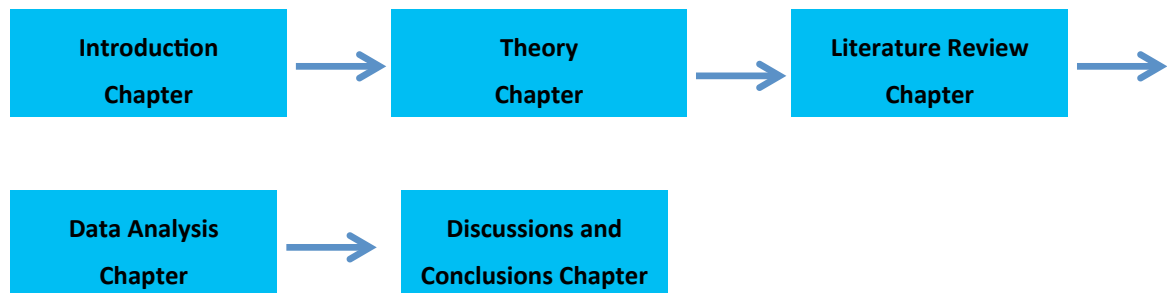 Introduction
Chapter
Theory
Chapter
Literature Review
Chapter
Data Analysis
Chapter
Discussions and
Conclusions Chapter